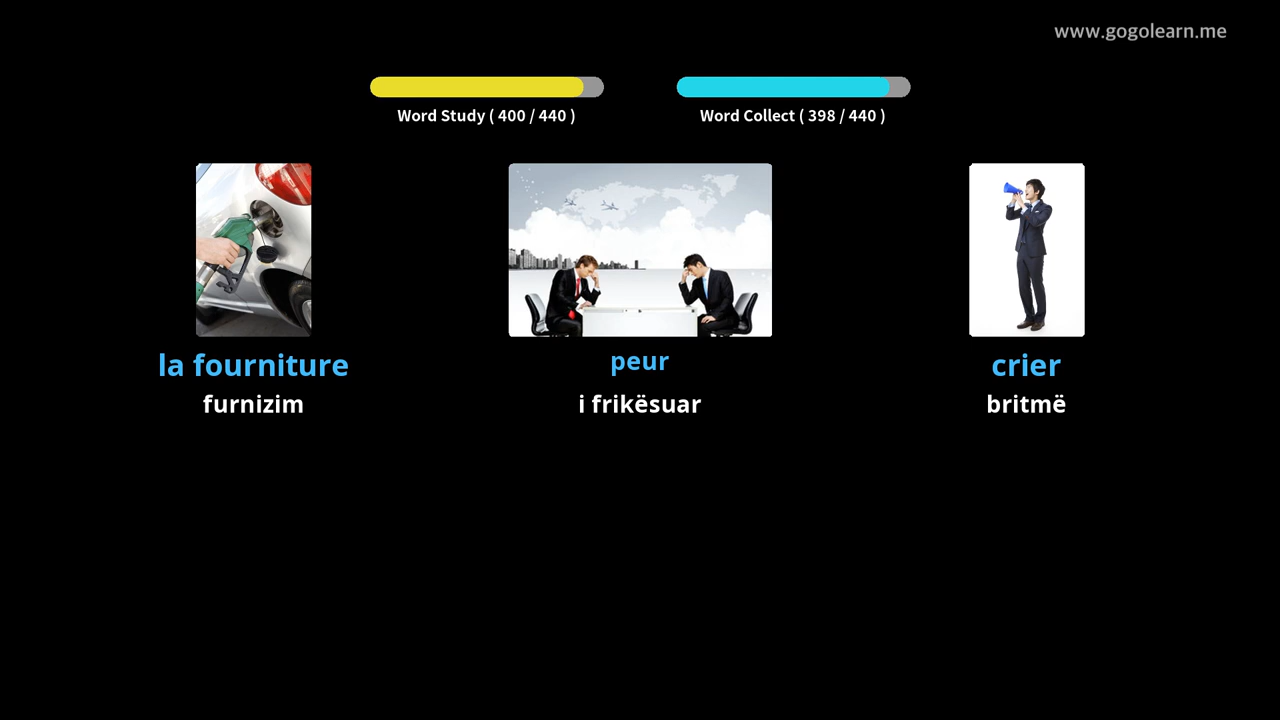 www.gogolearn.me
Word Study ( 400 / 440 )
Word Collect ( 398 / 440 )
la fourniture
peur
crier
furnizim
i frikësuar
britmë